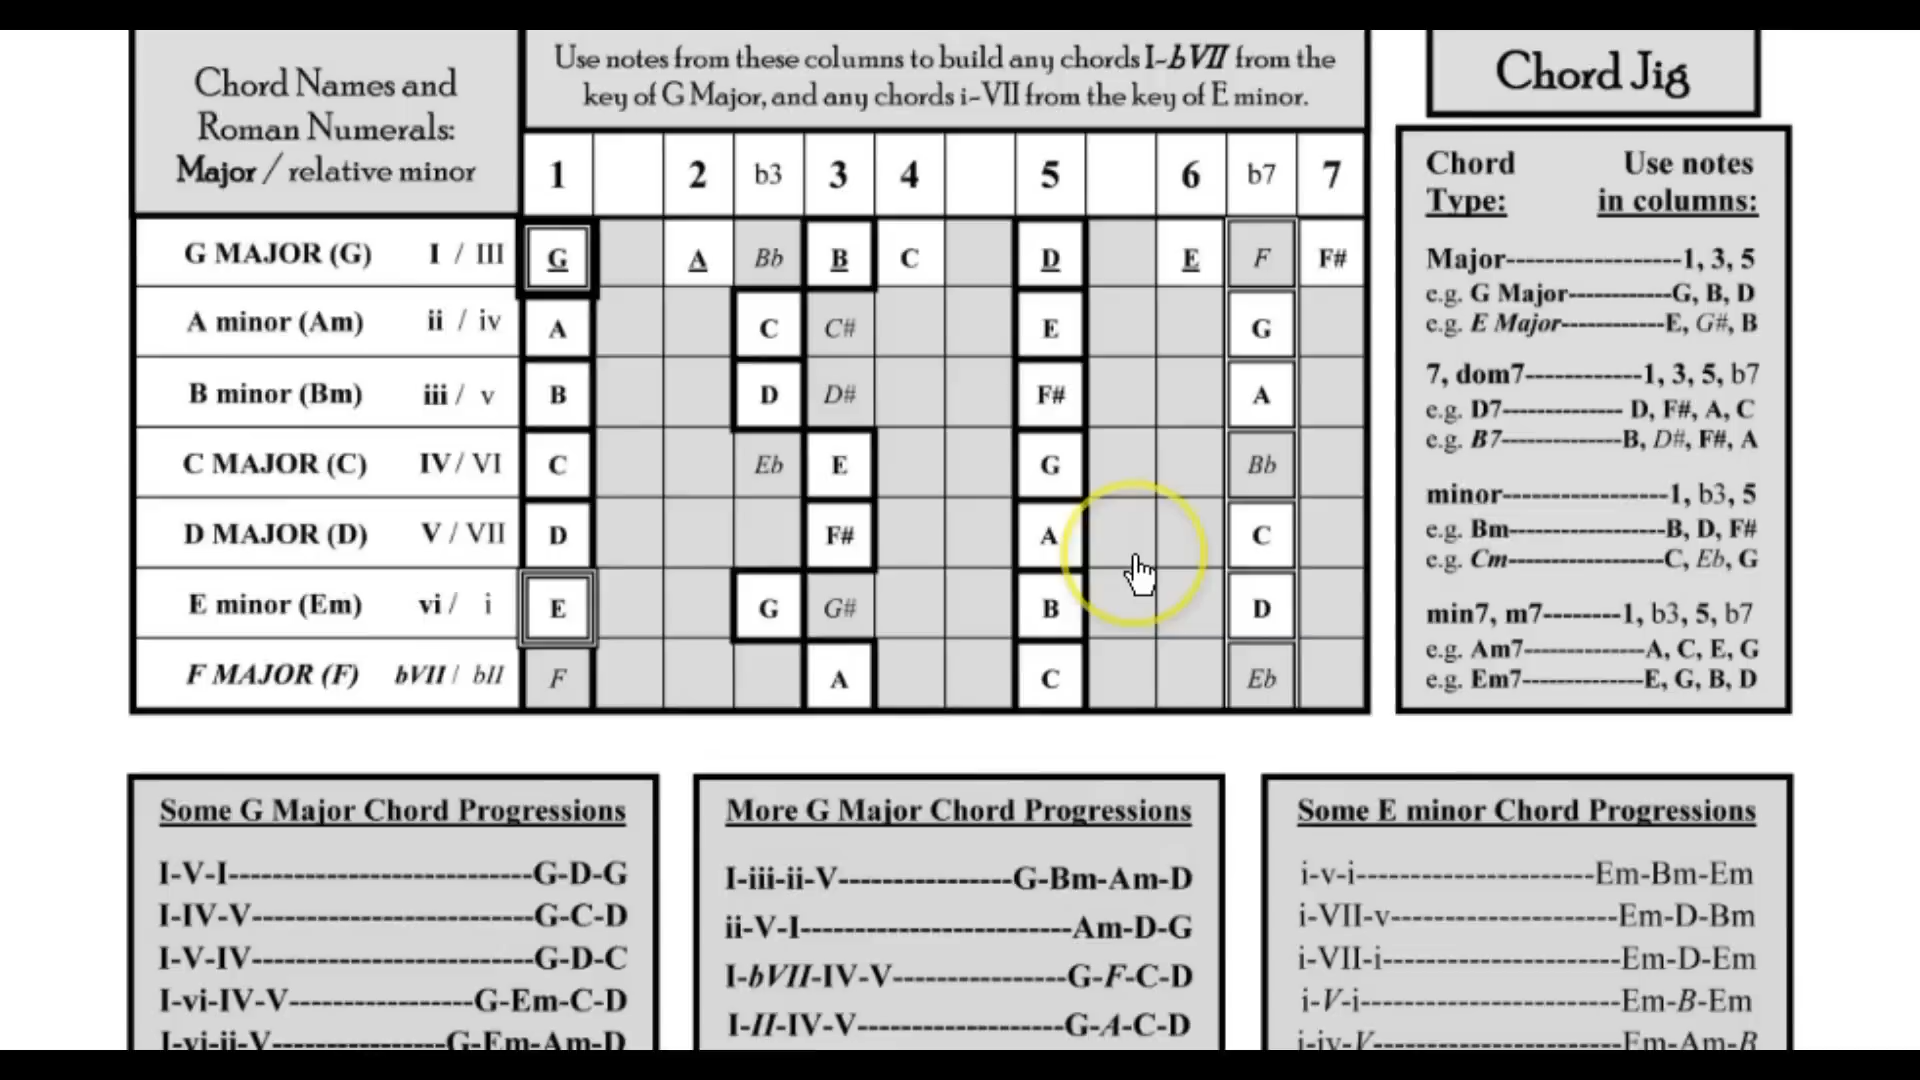 Chord Names and
Roman Numerals:
Major / relative minor
Use notes from these columns to build any chords I-bVII from the
key of G Major, and any chords i-VII from the key of E minor.
1 2 b3 3 4 5 6 b7 7
G MAJOR (G) I / III G A Bb B C D E F F#
A minor (Am) ii / iv A C C# E G
B minor (Bm) iii / v B D D# F# A
C MAJOR (C) IV / VI C Eb E G Bb
D MAJOR (D) V / VII D F# A C
E minor (Em) vi / i E G G# B D
F MAJOR (F) bVII / bII F A C Eb
Chord Jig
Chord Use notes
Type: in columns:
Major-----------------1, 3, 5
e.g. G Major------------G, B, D
e.g. E Major------------E, G#, B
7, dom7------------1, 3, 5, b7
e.g. D7-------------- D, F#, A, C
e.g. B7--------------B, D#, F#, A
minor-----------------1, b3, 5
e.g. Bm-----------------B, D, F#
e.g. Cm-----------------C, Eb, G
min7, m7--------1, b3, 5, b7
e.g. Am7-------------A, C, E, G
e.g. Em7-------------E, G, B, D
Some G Major Chord Progressions
I-V-I---------------------------G-D-G
I-IV-V-------------------------G-C-D
I-V-IV-------------------------G-D-C
I-vi-IV-V----------------G-Em-C-D
I-vi-ii-V---------------G-Em-Am-D
More G Major Chord Progressions
I-iii-ii-V---------------G-Bm-Am-D
ii-V-I------------------------Am-D-G
I-bVII-IV-V---------------G-F-C-D
I-II-IV-V------------------G-A-C-D
Some E minor Chord Progressions
i-v-i---------------------Em-Bm-Em
i-VII-v--------------------Em-D-Bm
i-VII-i---------------------Em-D-Em
i-V-i-----------------------Em-B-Em
i-iv-V---------------------Em-Am-B